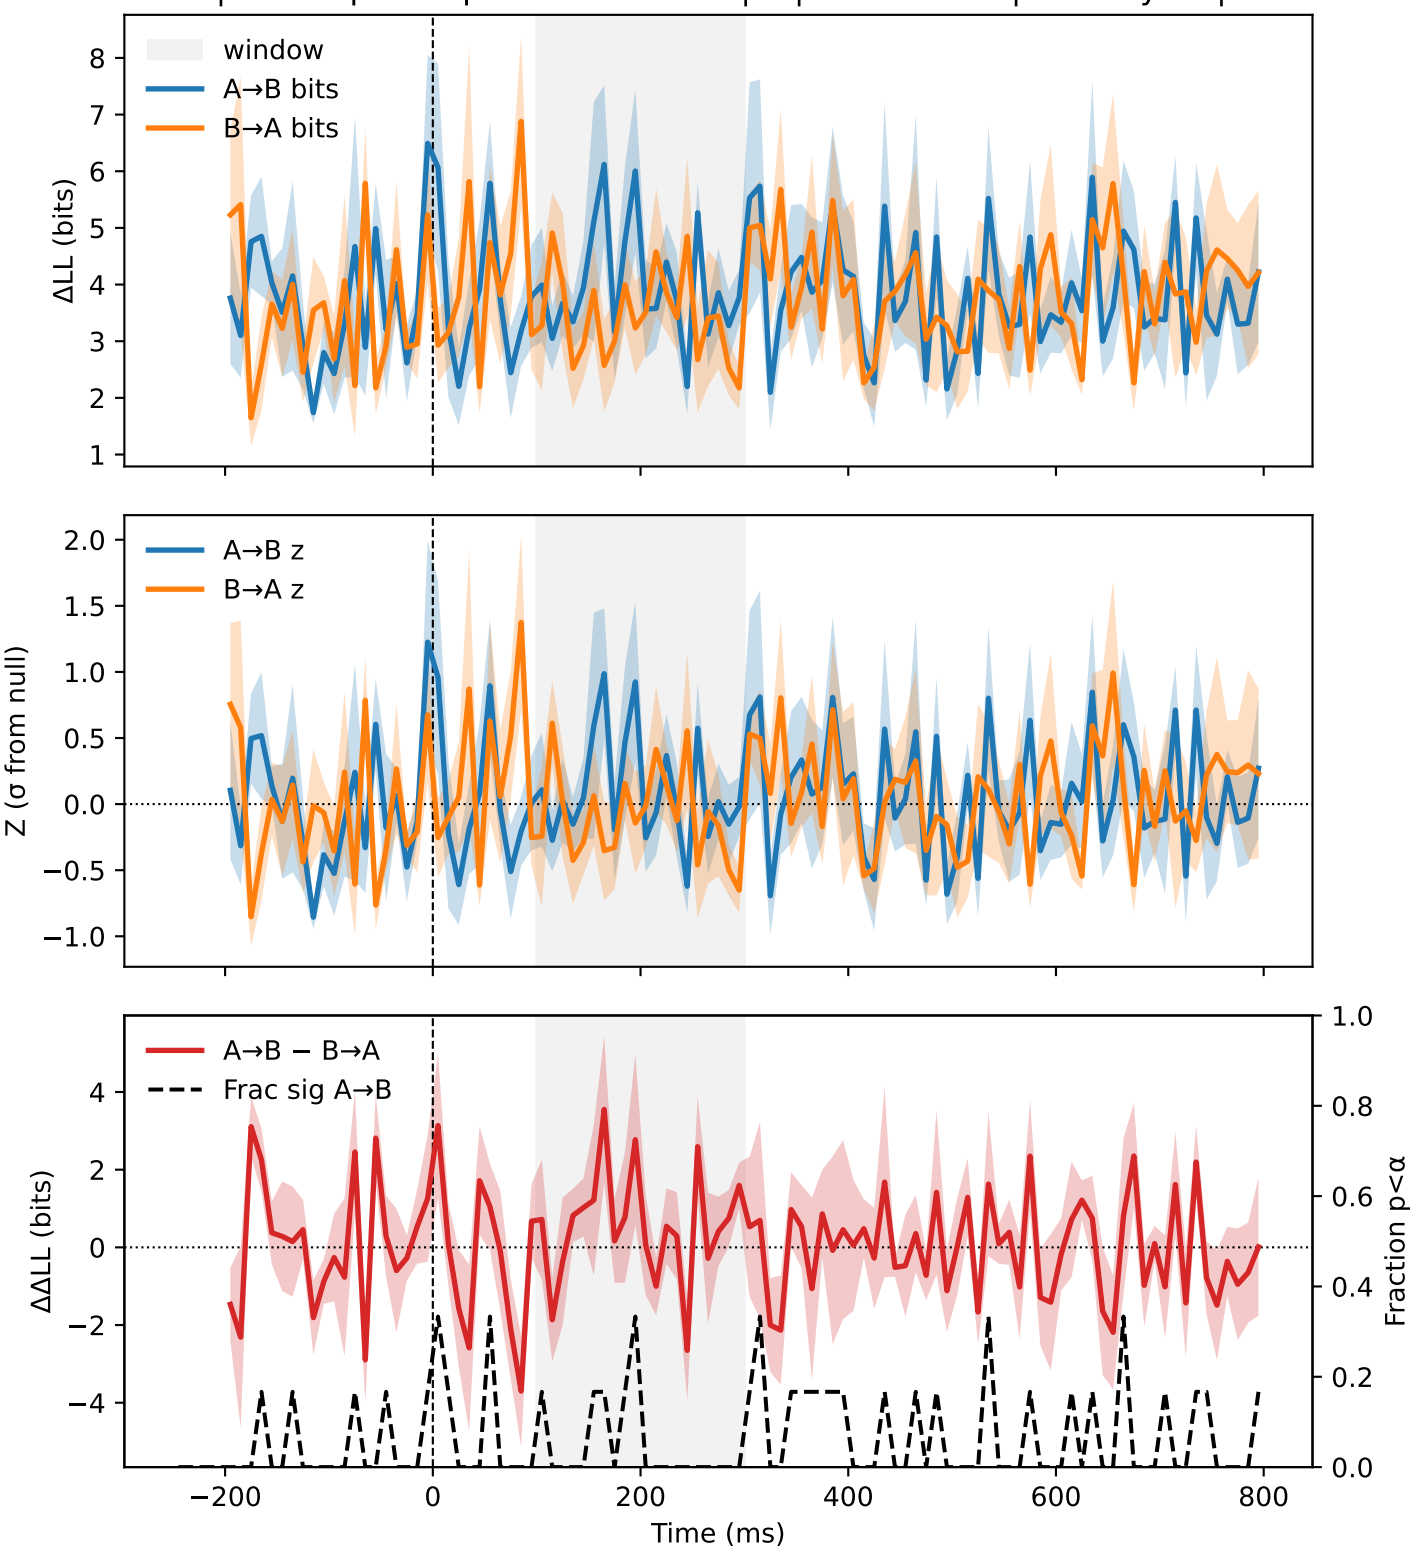 window
A→B bits
B→A bits
8
7
6
5
4
3
2
1
ΔLL (bits)
A→B z
B→A z
2.0
1.5
1.0
0.5
0.0
−0.5
−1.0
Z (σ from null)
A→B − B→A
Frac sig A→B
4
2
0
−2
−4
ΔΔLL (bits)
1.0
0.8
0.6
0.4
0.2
0.0
Fraction p<α
−200
0
200
400
600
800
Time (ms)